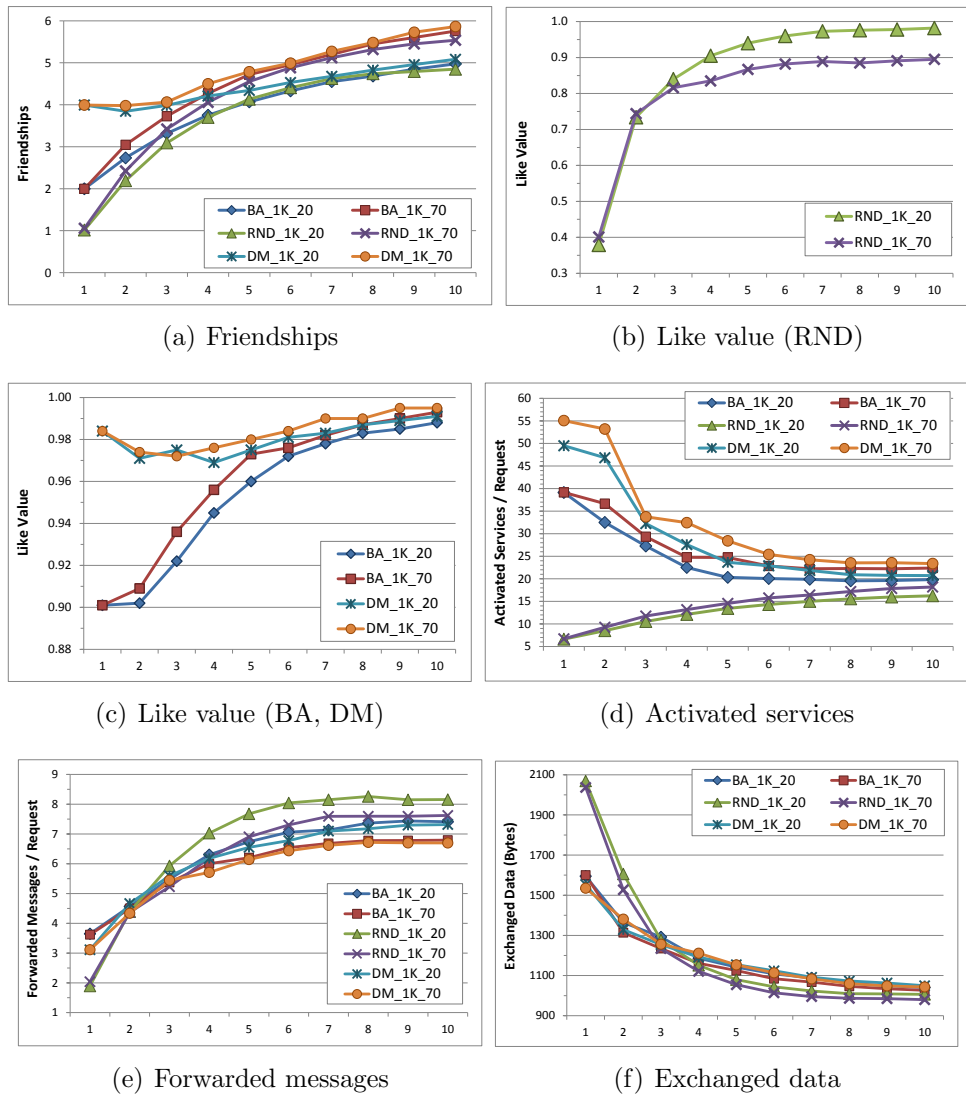 6
5
4
3
2
1
0
Friendships
BA_1K_20 BA_1K_70
RND_1K_20 RND_1K_70
DM_1K_20 DM_1K_70
1 2 3 4 5 6 7 8 9 10
(a) Friendships
1.0
0.9
0.8
0.7
0.6
0.5
0.4
0.3
Like Value
RND_1K_20
RND_1K_70
1 2 3 4 5 6 7 8 9 10
(b) Like value (RND)
1.00
0.98
0.96
0.94
0.92
0.90
0.88
Like Value
BA_1K_20
BA_1K_70
DM_1K_20
DM_1K_70
1 2 3 4 5 6 7 8 9 10
(c) Like value (BA, DM)
60
55
50
45
40
35
30
25
20
15
10
5
Activated Services / Request
BA_1K_20 BA_1K_70
RND_1K_20 RND_1K_70
DM_1K_20 DM_1K_70
1 2 3 4 5 6 7 8 9 10
(d) Activated services
9
8
7
6
5
4
3
2
1
Forwarded Messages / Request
BA_1K_20
BA_1K_70
RND_1K_20
RND_1K_70
DM_1K_20
DM_1K_70
1 2 3 4 5 6 7 8 9 10
(e) Forwarded messages
2100
1900
1700
1500
1300
1100
900
Exchanged Data (Bytes)
BA_1K_20 BA_1K_70
RND_1K_20 RND_1K_70
DM_1K_20 DM_1K_70
1 2 3 4 5 6 7 8 9 10
(f) Exchanged data